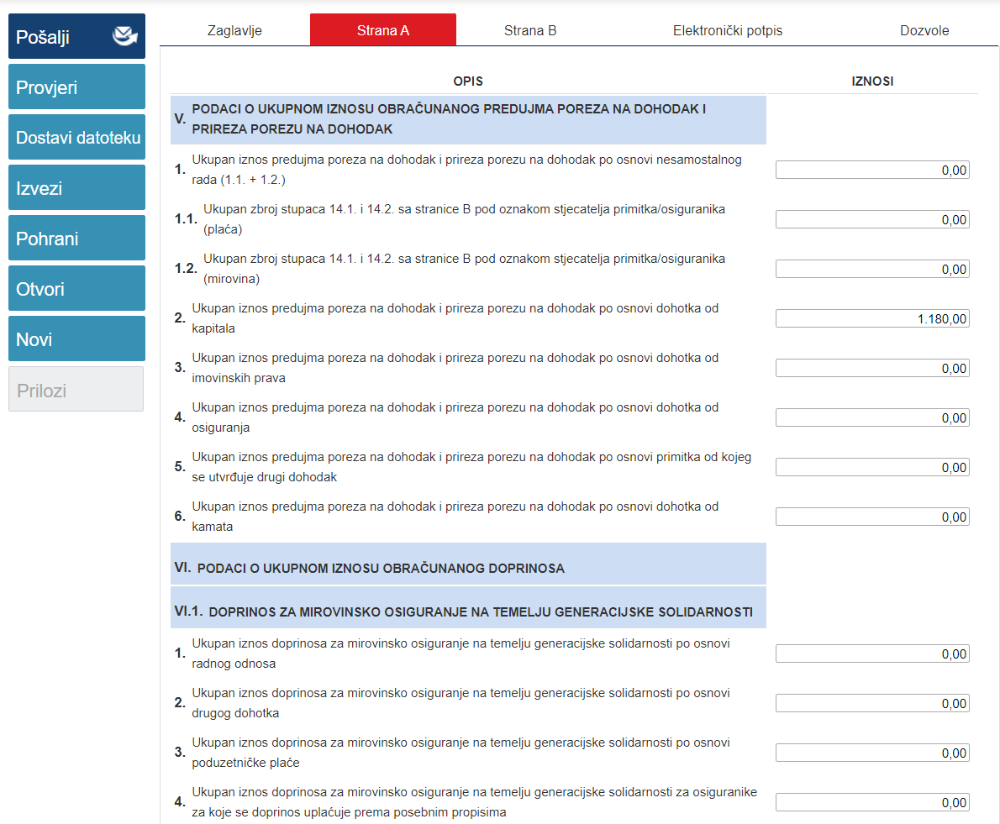 Pošalji
Provjeri
Dostavi datoteku
Izvezi
Pohrani
Otvori
Novi
Prilozi
Zaglavlje
Strana A
Strana B
Elektronički potpis
Dozvole
OPIS
IZNOSI
V. PODACI O UKUPNOM IZNOSU OBRAČUNANOG PREDUJMA POREZA NA DOHODAK I
PRIREZA POREZU NA DOHODAK
1. Ukupan iznos predujma poreza na dohodak i prireza porezu na dohodak po osnovi nesamostalnog
rada (1.1. + 1.2.)
0,00
1.1. Ukupan zbroj stupaca 14.1. i 14.2. sa stranice B pod oznakom stjecatelja primitka/osiguranika
(plaća)
0,00
1.2. Ukupan zbroj stupaca 14.1. i 14.2. sa stranice B pod oznakom stjecatelja primitka/osiguranika
(mirovina)
0,00
2. Ukupan iznos predujma poreza na dohodak i prireza porezu na dohodak po osnovi dohotka od
kapitala
1.180,00
3. Ukupan iznos predujma poreza na dohodak i prireza porezu na dohodak po osnovi dohotka od
imovinskih prava
0,00
4. Ukupan iznos predujma poreza na dohodak i prireza porezu na dohodak po osnovi dohotka od
osiguranja
0,00
5. Ukupan iznos predujma poreza na dohodak i prireza porezu na dohodak po osnovi primitka od kojeg
se utvrđuje drugi dohodak
0,00
6. Ukupan iznos predujma poreza na dohodak i prireza porezu na dohodak po osnovi dohotka od
kamata
0,00
VI. PODACI O UKUPNOM IZNOSU OBRAČUNANOG DOPRINOSA
VI.1. DOPRINOS ZA MIROVINSKO OSIGURANJE NA TEMELJU GENERACIJSKE SOLIDARNOSTI
1. Ukupan iznos doprinosa za mirovinsko osiguranje na temelju generacijske solidarnosti po osnovi
radnog odnosa
0,00
2. Ukupan iznos doprinosa za mirovinsko osiguranje na temelju generacijske solidarnosti po osnovi
drugog dohotka
0,00
3. Ukupan iznos doprinosa za mirovinsko osiguranje na temelju generacijske solidarnosti po osnovi
poduzetničke plaće
0,00
4. Ukupan iznos doprinosa za mirovinsko osiguranje na temelju generacijske solidarnosti za osiguranike
za koje se doprinos uplaćuje prema posebnim propisima
0,00